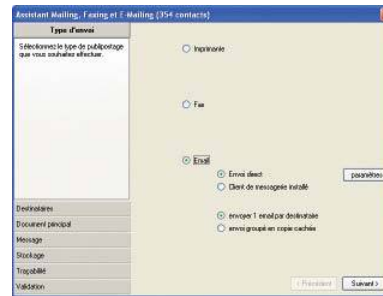 Assistant Mailing, Faxing et E-Mailing (354 contacts)
Type d'envoi
Sélectionnez le type de publipostage
que vous souhaitez effectuer.
Imprimante
Fax
Email
Envoi direct
paramètres
Client de messagerie installé
envoyer 1 email par destinataire
envoi groupé en copie cachée
Destinataires
Document principal
Message
Stockage
Traçabilité
Validation
< Précédent
Suivant >